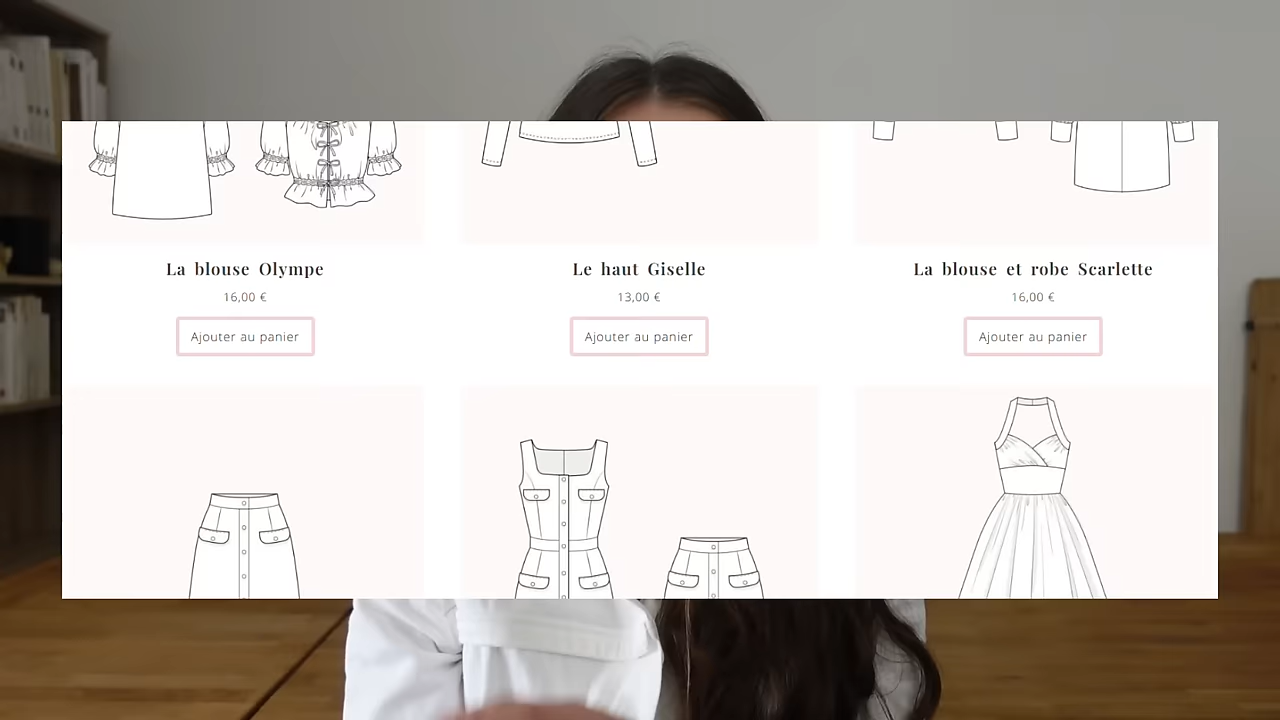 La blouse Olympe
16,00 €
Ajouter au panier
Le haut Giselle
13,00 €
Ajouter au panier
La blouse et robe Scarlette
16,00 €
Ajouter au panier